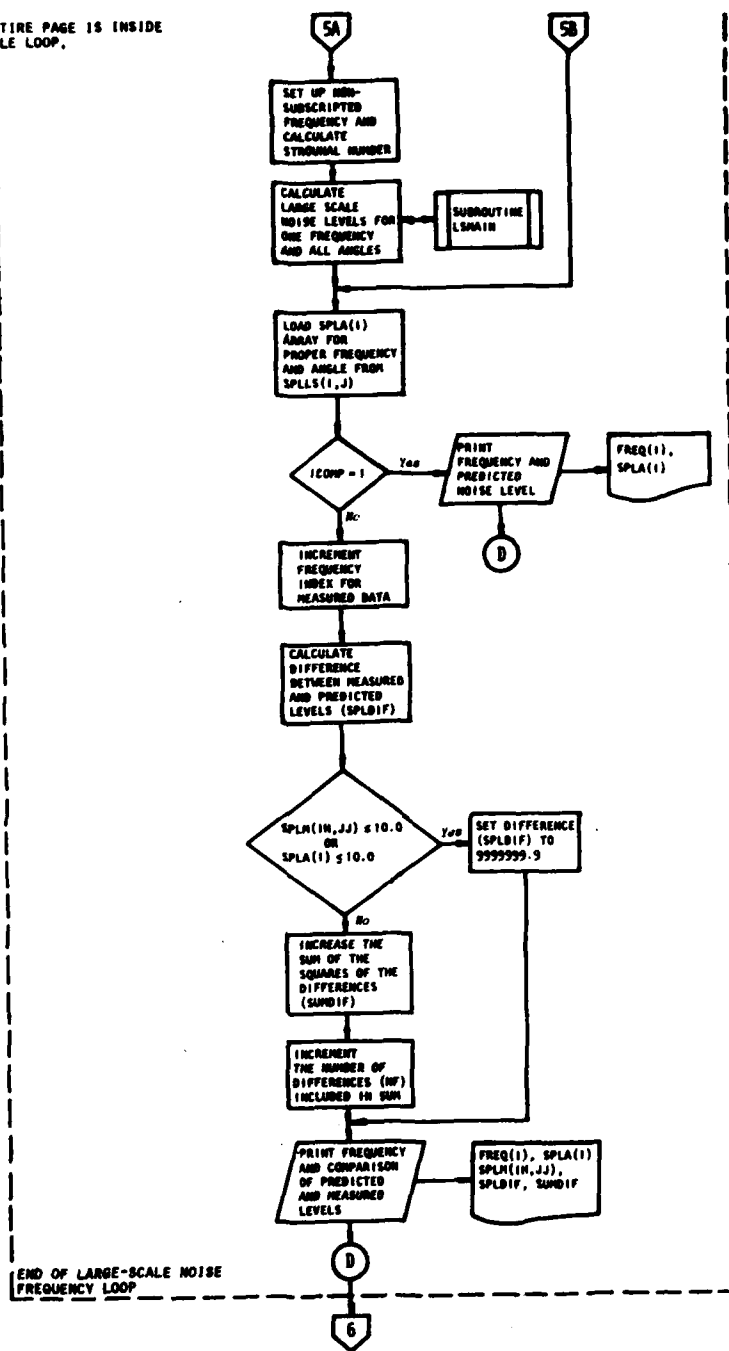 TIRE PAGE IS INSIDE
LE LOOP.
5A
5B
SET UP NON-
SUBSCRIPTED
FREQUENCY AND
CALCULATE
STROUHAL NUMBER
CALCULATE
LARGE SCALE
NOISE LEVELS FOR
ONE FREQUENCY
AND ALL ANGLES
SUBROUTINE
LSMAIN
LOAD SPLA(I)
ARRAY FOR
PROPER FREQUENCY
AND ANGLE FROM
SPLLS(I,J)
ICOMP = 1
Yes
PRINT
FREQUENCY AND
PREDICTED
NOISE LEVEL
FREQ(I),
SPLA(I)
D
No
INCREMENT
FREQUENCY
INDEX FOR
MEASURED DATA
CALCULATE
DIFFERENCE
BETWEEN MEASURED
AND PREDICTED
LEVELS (SPLDIF)
SPLM(IM,JJ) ≤ 10.0
OR
SPLA(I) ≤ 10.0
Yes
SET DIFFERENCE
(SPLDIF) TO
9999999.9
No
INCREASE THE
SUM OF THE
SQUARES OF THE
DIFFERENCES
(SUMDIF)
INCREMENT
THE NUMBER OF
DIFFERENCES (NF)
INCLUDED IN SUM
PRINT FREQUENCY
AND COMPARISON
OF PREDICTED
AND MEASURED
LEVELS
FREQ(I), SPLA(I)
SPLM(IM,JJ),
SPLDIF, SUMDIF
D
END OF LARGE-SCALE NOISE
FREQUENCY LOOP
6